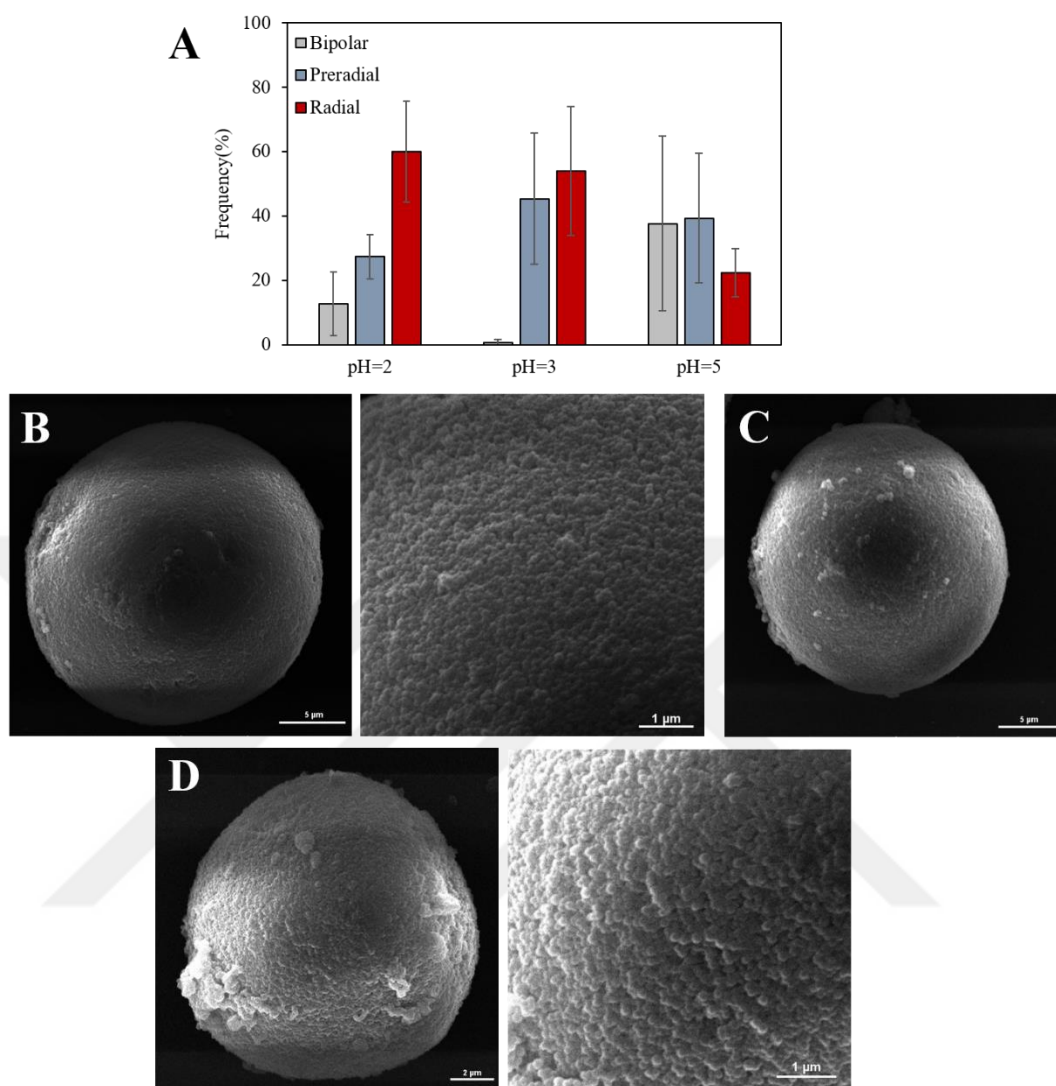 A
100
80
60
40
20
0
Frequency(%)
Bipolar
Preradial
Radial
pH=2
pH=3
pH=5
B
5 µm
1 µm
C
5 µm
D
2 µm
1 µm